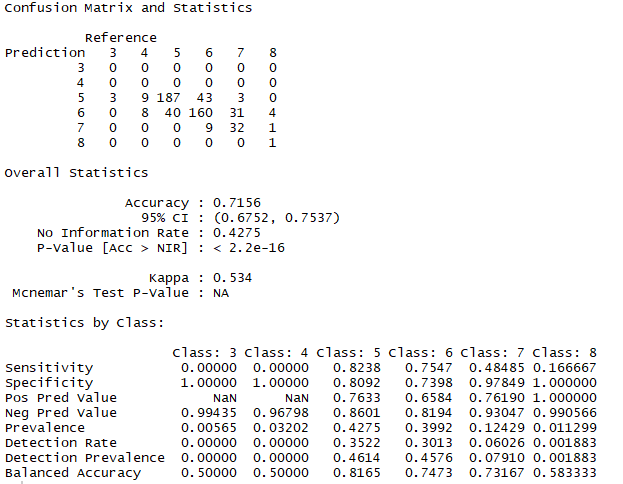 Confusion Matrix and Statistics
Reference
Prediction 3 4 5 6 7 8
3 0 0 0 0 0 0
4 0 0 0 0 0 0
5 3 9 187 43 3 0
6 0 8 40 160 31 4
7 0 0 0 9 32 1
8 0 0 0 0 0 1
Overall Statistics
Accuracy : 0.7156
95% CI : (0.6752, 0.7537)
No Information Rate : 0.4275
P-Value [Acc > NIR] : < 2.2e-16
Kappa : 0.534
Mcnemar's Test P-Value : NA
Statistics by Class:
Class: 3 Class: 4 Class: 5 Class: 6 Class: 7 Class: 8
Sensitivity 0.00000 0.00000 0.8238 0.7547 0.48485 0.166667
Specificity 1.00000 1.00000 0.8092 0.7398 0.97849 1.000000
Pos Pred Value NaN NaN 0.7633 0.6584 0.76190 1.000000
Neg Pred Value 0.99435 0.96798 0.8601 0.8194 0.93047 0.990566
Prevalence 0.00565 0.03202 0.4275 0.3992 0.12429 0.011299
Detection Rate 0.00000 0.00000 0.3522 0.3013 0.06026 0.001883
Detection Prevalence 0.00000 0.00000 0.4614 0.4576 0.07910 0.001883
Balanced Accuracy 0.50000 0.50000 0.8165 0.7473 0.73167 0.583333